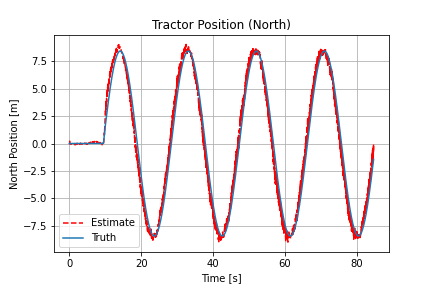 Tractor Position (North)
North Position [m]
7.5
5.0
2.5
0.0
−2.5
−5.0
−7.5
Estimate
Truth
0 20 40 60 80
Time [s]